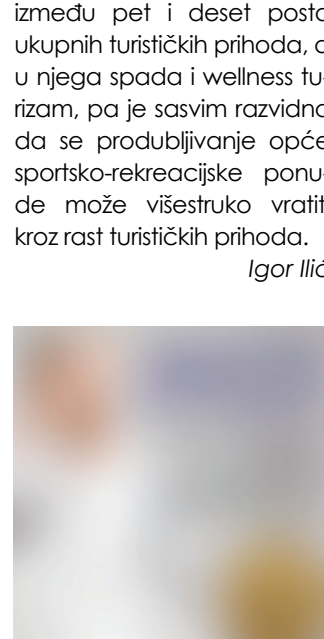 između pet i deset posto
ukupnih turističkih prihoda, a
u njega spada i wellness tu-
rizam, pa je sasvim razvidno
da se produbljivanje opće
sportsko-rekreacijske ponu-
de može višestruko vratiti
kroz rast turističkih prihoda.
Igor Ilić